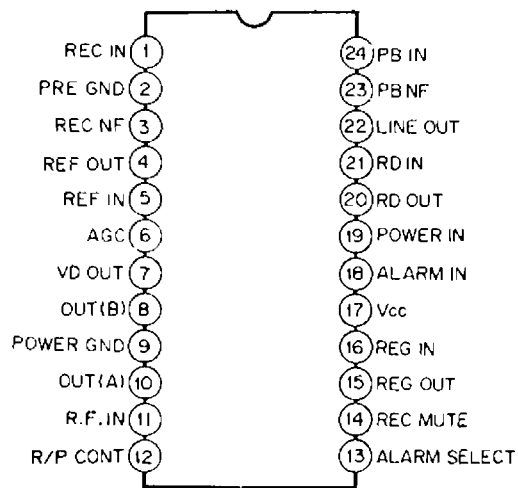 REC IN 1 24 PB IN
PRE GND 2 23 PB NF
REC NF 3 22 LINE OUT
REF OUT 4 21 RD IN
REF IN 5 20 RD OUT
AGC 6 19 POWER IN
VD OUT 7 18 ALARM IN
OUT(B) 8 17 Vcc
POWER GND 9 16 REG IN
OUT(A) 10 15 REG OUT
R.F. IN 11 14 REC MUTE
R/P CONT 12 13 ALARM SELECT